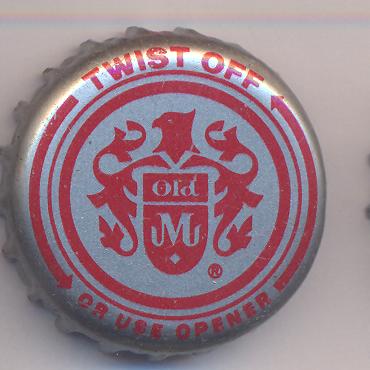 TWIST OFF
Old
M
®
OR USE OPENER